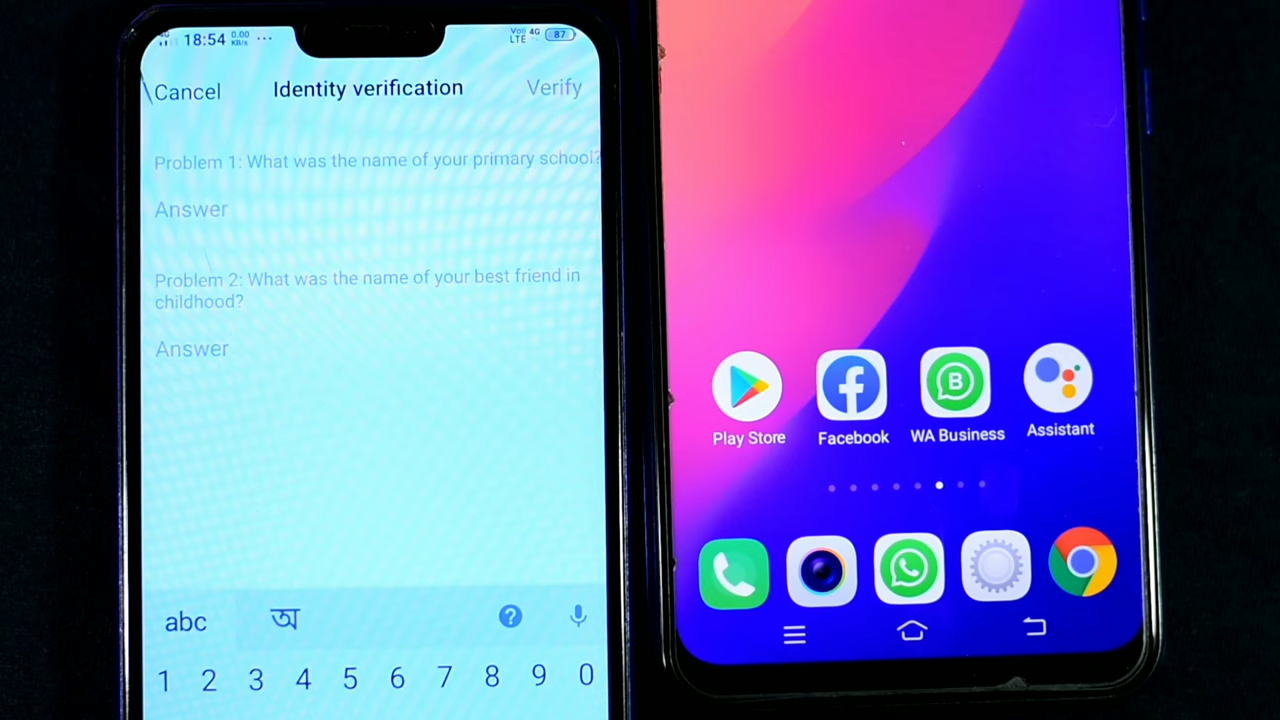 4G 18:54 0.00 KB/s ... VoLTE 4G 87
Cancel Identity verification Verify
Problem 1: What was the name of your primary school?
Answer
Problem 2: What was the name of your best friend in
childhood?
Answer
abc অ ?
1 2 3 4 5 6 7 8 9 0
B
Play Store Facebook WA Business Assistant